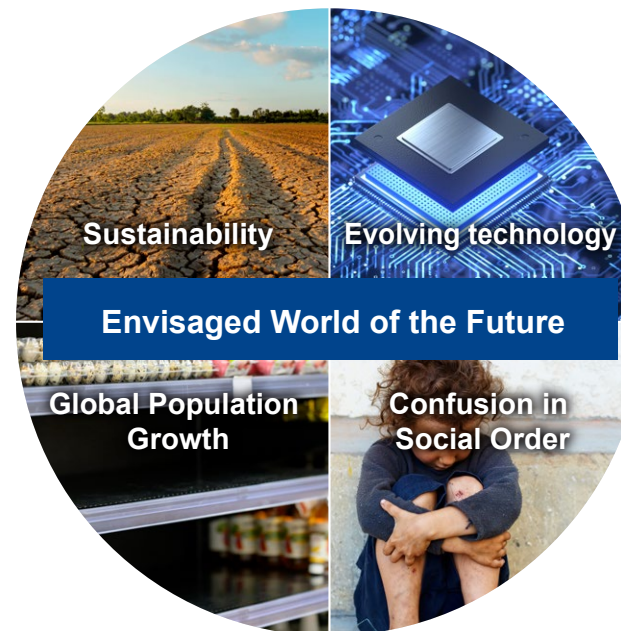 Sustainability
Evolving technology
Envisaged World of the Future
Global Population
Growth
Confusion in
Social Order